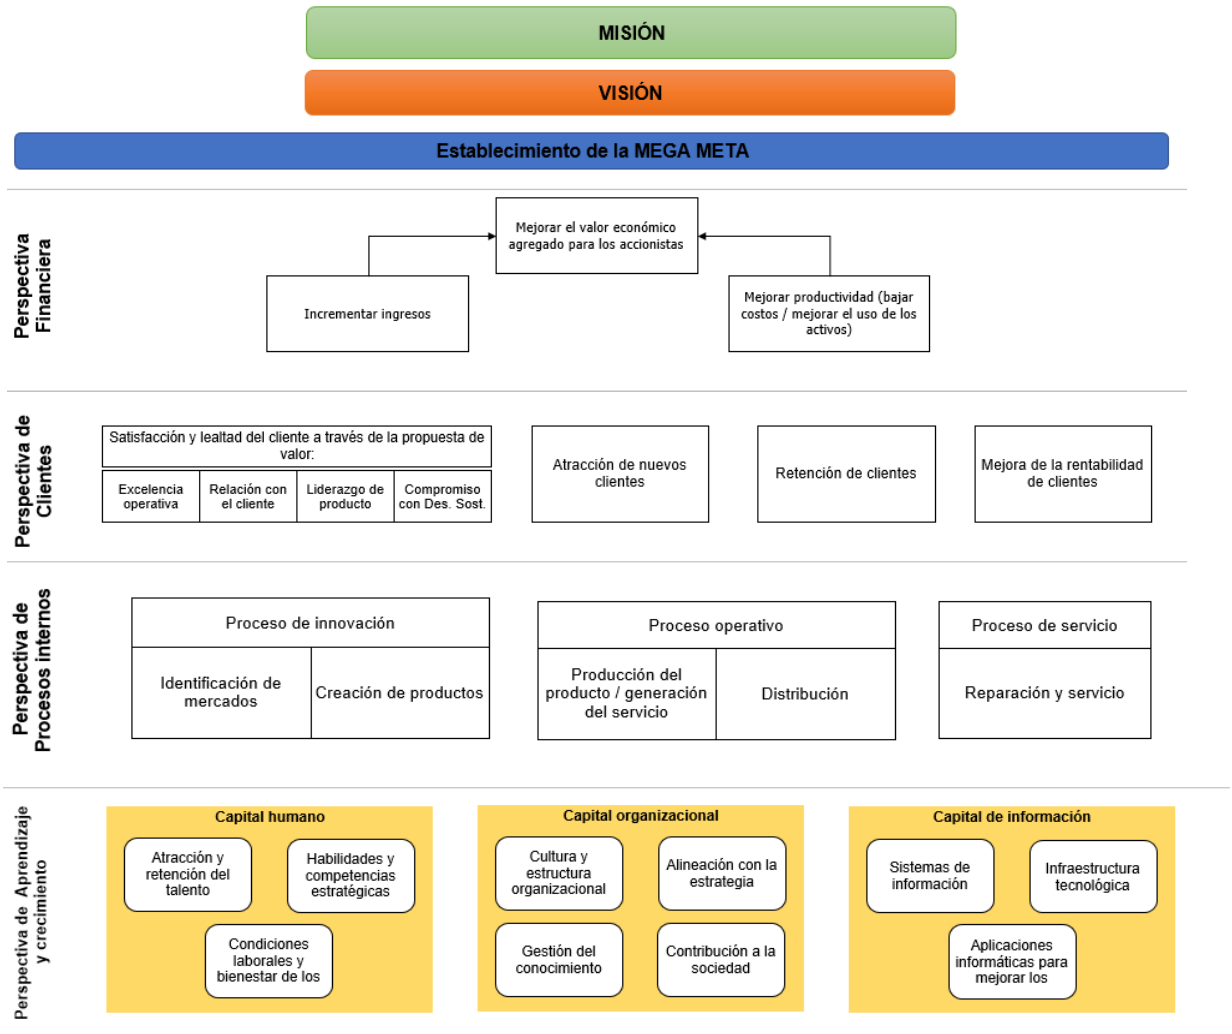 MISIÓN
VISIÓN
Establecimiento de la MEGA META
Perspectiva
Financiera
Mejorar el valor económico
agregado para los accionistas
Incrementar ingresos
Mejorar productividad (bajar
costos / mejorar el uso de los
activos)
Perspectiva de
Clientes
Satisfacción y lealtad del cliente a través de la propuesta de
valor:
Excelencia
operativa
Relación con
el cliente
Liderazgo de
producto
Compromiso
con Des. Sost.
Atracción de nuevos
clientes
Retención de clientes
Mejora de la rentabilidad
de clientes
Perspectiva de
Procesos internos
Proceso de innovación
Identificación de
mercados
Creación de productos
Proceso operativo
Producción del
producto / generación
del servicio
Distribución
Proceso de servicio
Reparación y servicio
Perspectiva de Aprendizaje
y crecimiento
Capital humano
Atracción y
retención del
talento
Habilidades y
competencias
estratégicas
Condiciones
laborales y
bienestar de los
Capital organizacional
Cultura y
estructura
organizacional
Alineación con la
estrategia
Gestión del
conocimiento
Contribución a la
sociedad
Capital de información
Sistemas de
información
Infraestructura
tecnológica
Aplicaciones
informáticas para
mejorar los